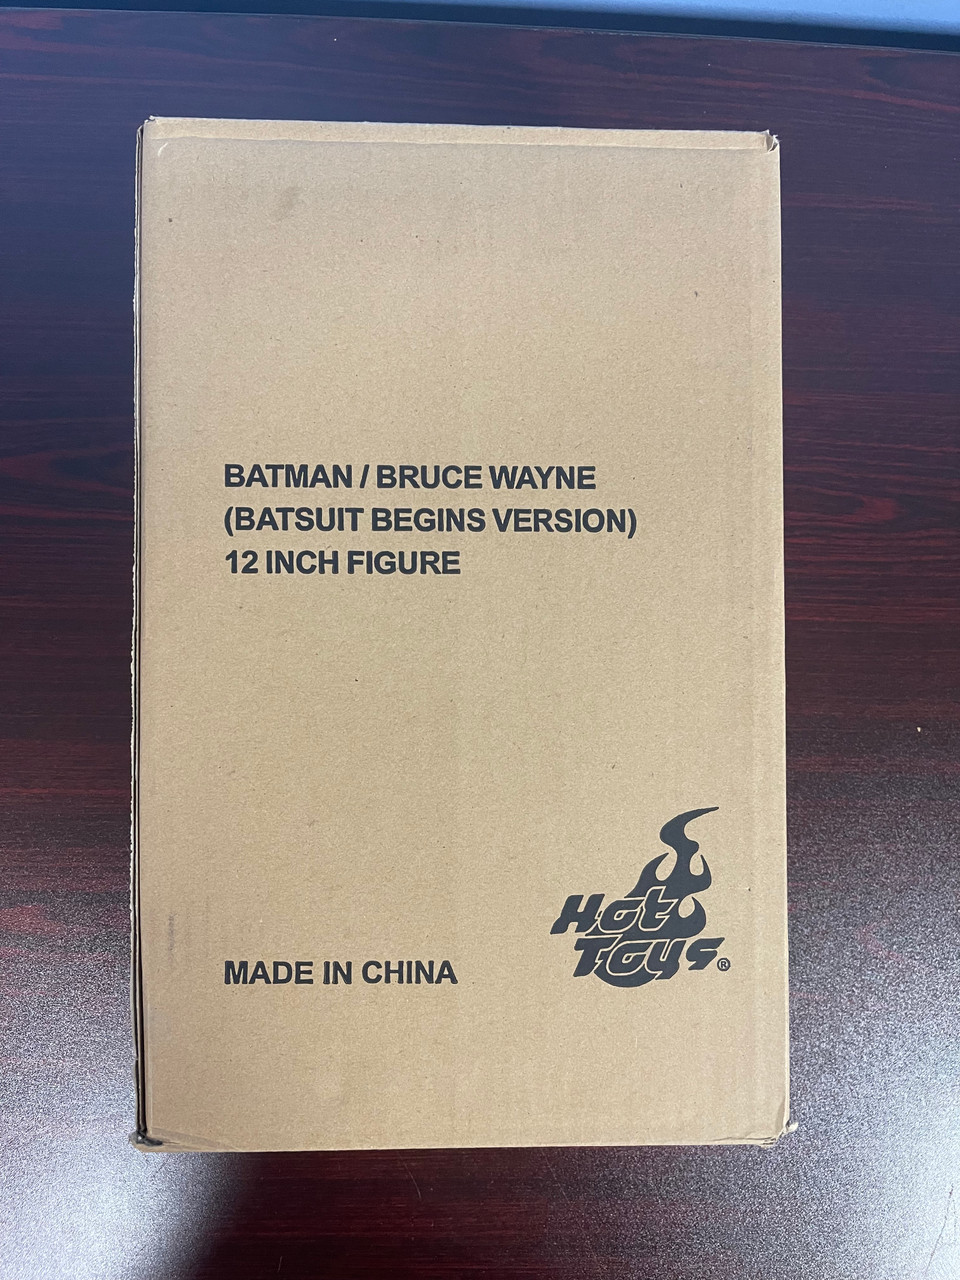 BATMAN / BRUCE WAYNE
(BATSUIT BEGINS VERSION)
12 INCH FIGURE
Hot
Toys®
MADE IN CHINA